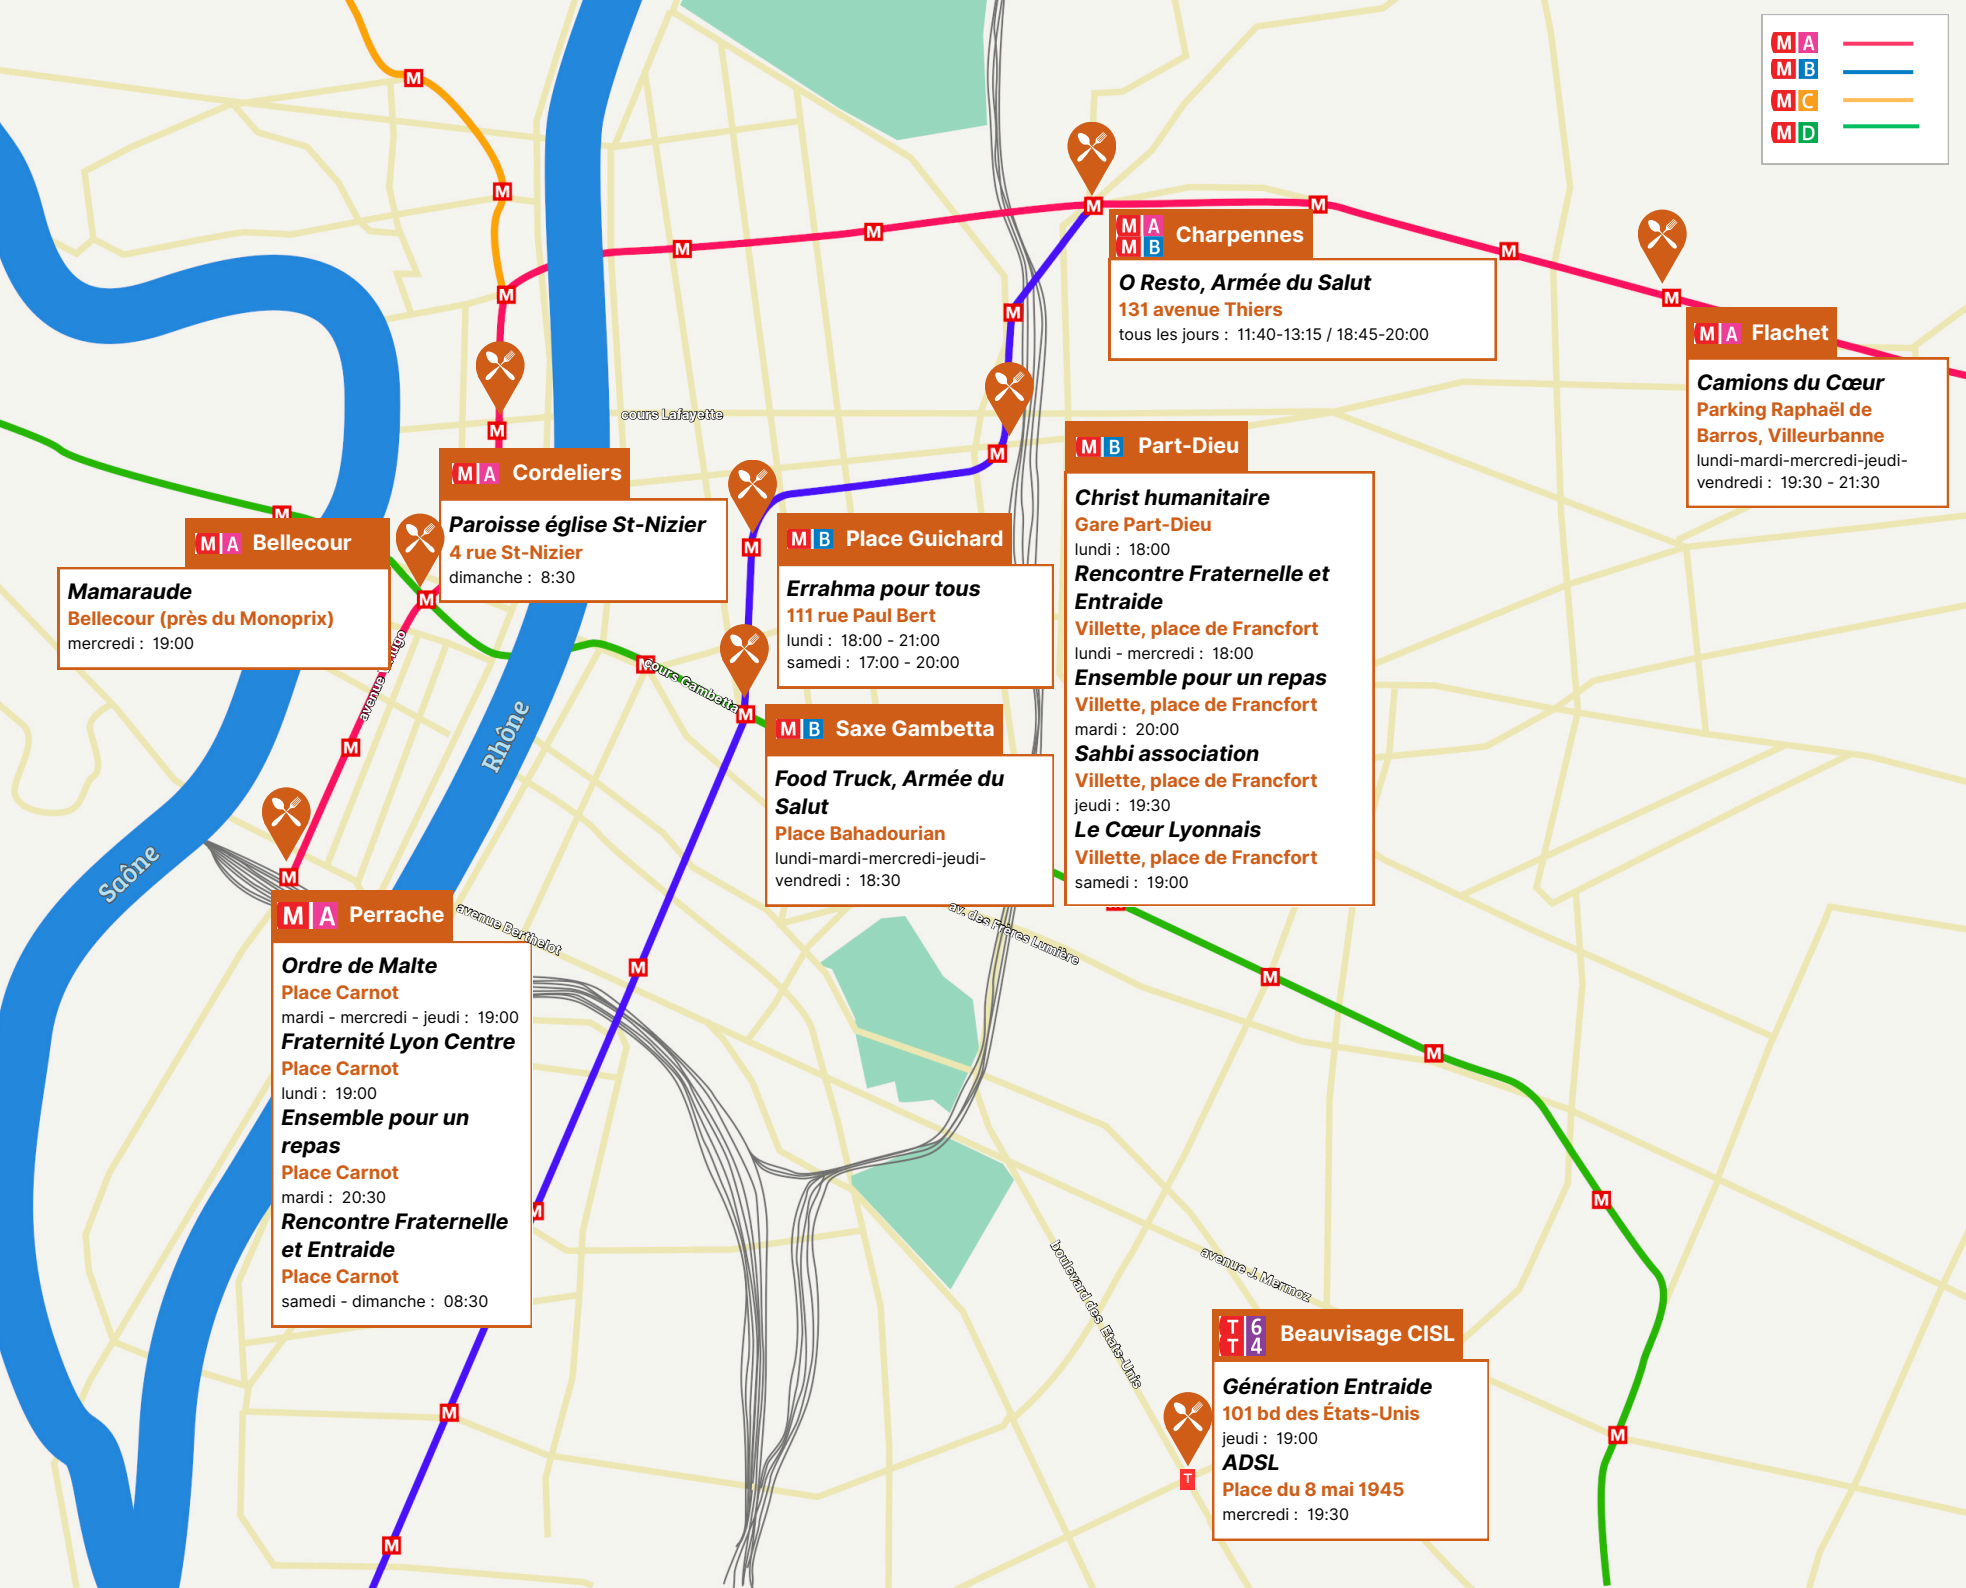 M A
M B
M C
M D
M A
M B
Charpennes
O Resto, Armée du Salut
131 avenue Thiers
tous les jours : 11:40-13:15 / 18:45-20:00
M A Flachet
Camions du Cœur
Parking Raphaël de
Barros, Villeurbanne
lundi-mardi-mercredi-jeudi-
vendredi : 19:30 - 21:30
cours Lafayette
M B Part-Dieu
Christ humanitaire
Gare Part-Dieu
lundi : 18:00
Rencontre Fraternelle et
Entraide
Villette, place de Francfort
lundi - mercredi : 18:00
Ensemble pour un repas
Villette, place de Francfort
mardi : 20:00
Sahbi association
Villette, place de Francfort
jeudi : 19:30
Le Cœur Lyonnais
Villette, place de Francfort
samedi : 19:00
M A Cordeliers
Paroisse église St-Nizier
4 rue St-Nizier
dimanche : 8:30
M A Bellecour
Mamaraude
Bellecour (près du Monoprix)
mercredi : 19:00
M B Place Guichard
Errahma pour tous
111 rue Paul Bert
lundi : 18:00 - 21:00
samedi : 17:00 - 20:00
cours Gambetta
M B Saxe Gambetta
Food Truck, Armée du
Salut
Place Bahadourian
lundi-mardi-mercredi-jeudi-
vendredi : 18:30
avenue
Rhône
Saône
M A Perrache
Ordre de Malte
Place Carnot
mardi - mercredi - jeudi : 19:00
Fraternité Lyon Centre
Place Carnot
lundi : 19:00
Ensemble pour un
repas
Place Carnot
mardi : 20:30
Rencontre Fraternelle
et Entraide
Place Carnot
samedi - dimanche : 08:30
avenue Berthelot
av. des Frères Lumière
boulevard des Etats-Unis
avenue J. Mermoz
T 6
T 4
Beauvisage CISL
Génération Entraide
101 bd des États-Unis
jeudi : 19:00
ADSL
Place du 8 mai 1945
mercredi : 19:30
T